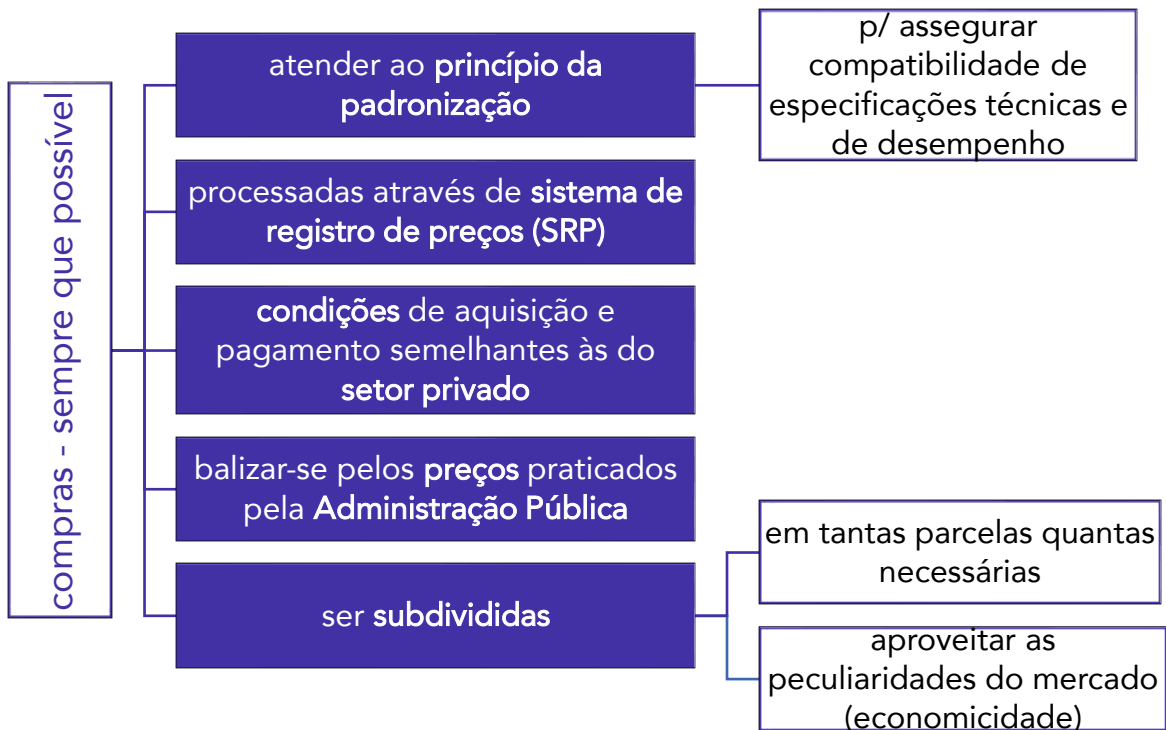 compras - sempre que possível
atender ao princípio da
padronização
p/ assegurar
compatibilidade de
especificações técnicas e
de desempenho
processadas através de sistema de
registro de preços (SRP)
condições de aquisição e
pagamento semelhantes às do
setor privado
balizar-se pelos preços praticados
pela Administração Pública
ser subdivididas
em tantas parcelas quantas
necessárias
aproveitar as
peculiaridades do mercado
(economicidade)